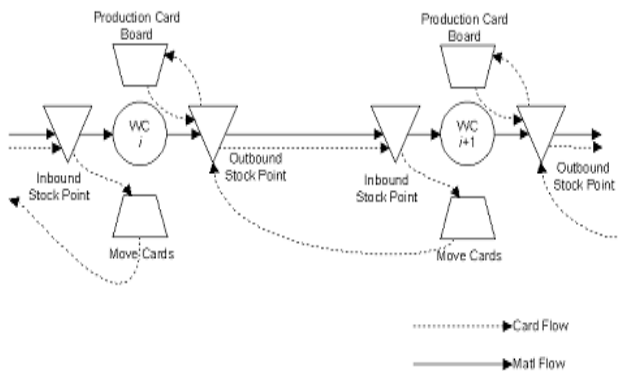 Production Card
Board
Production Card
Board
WC
i
WC
i+1
Inbound
Stock Point
Outbound
Stock Point
Inbound
Stock Point
Outbound
Stock Point
Move Cards
Move Cards
Card Flow
Matl Flow